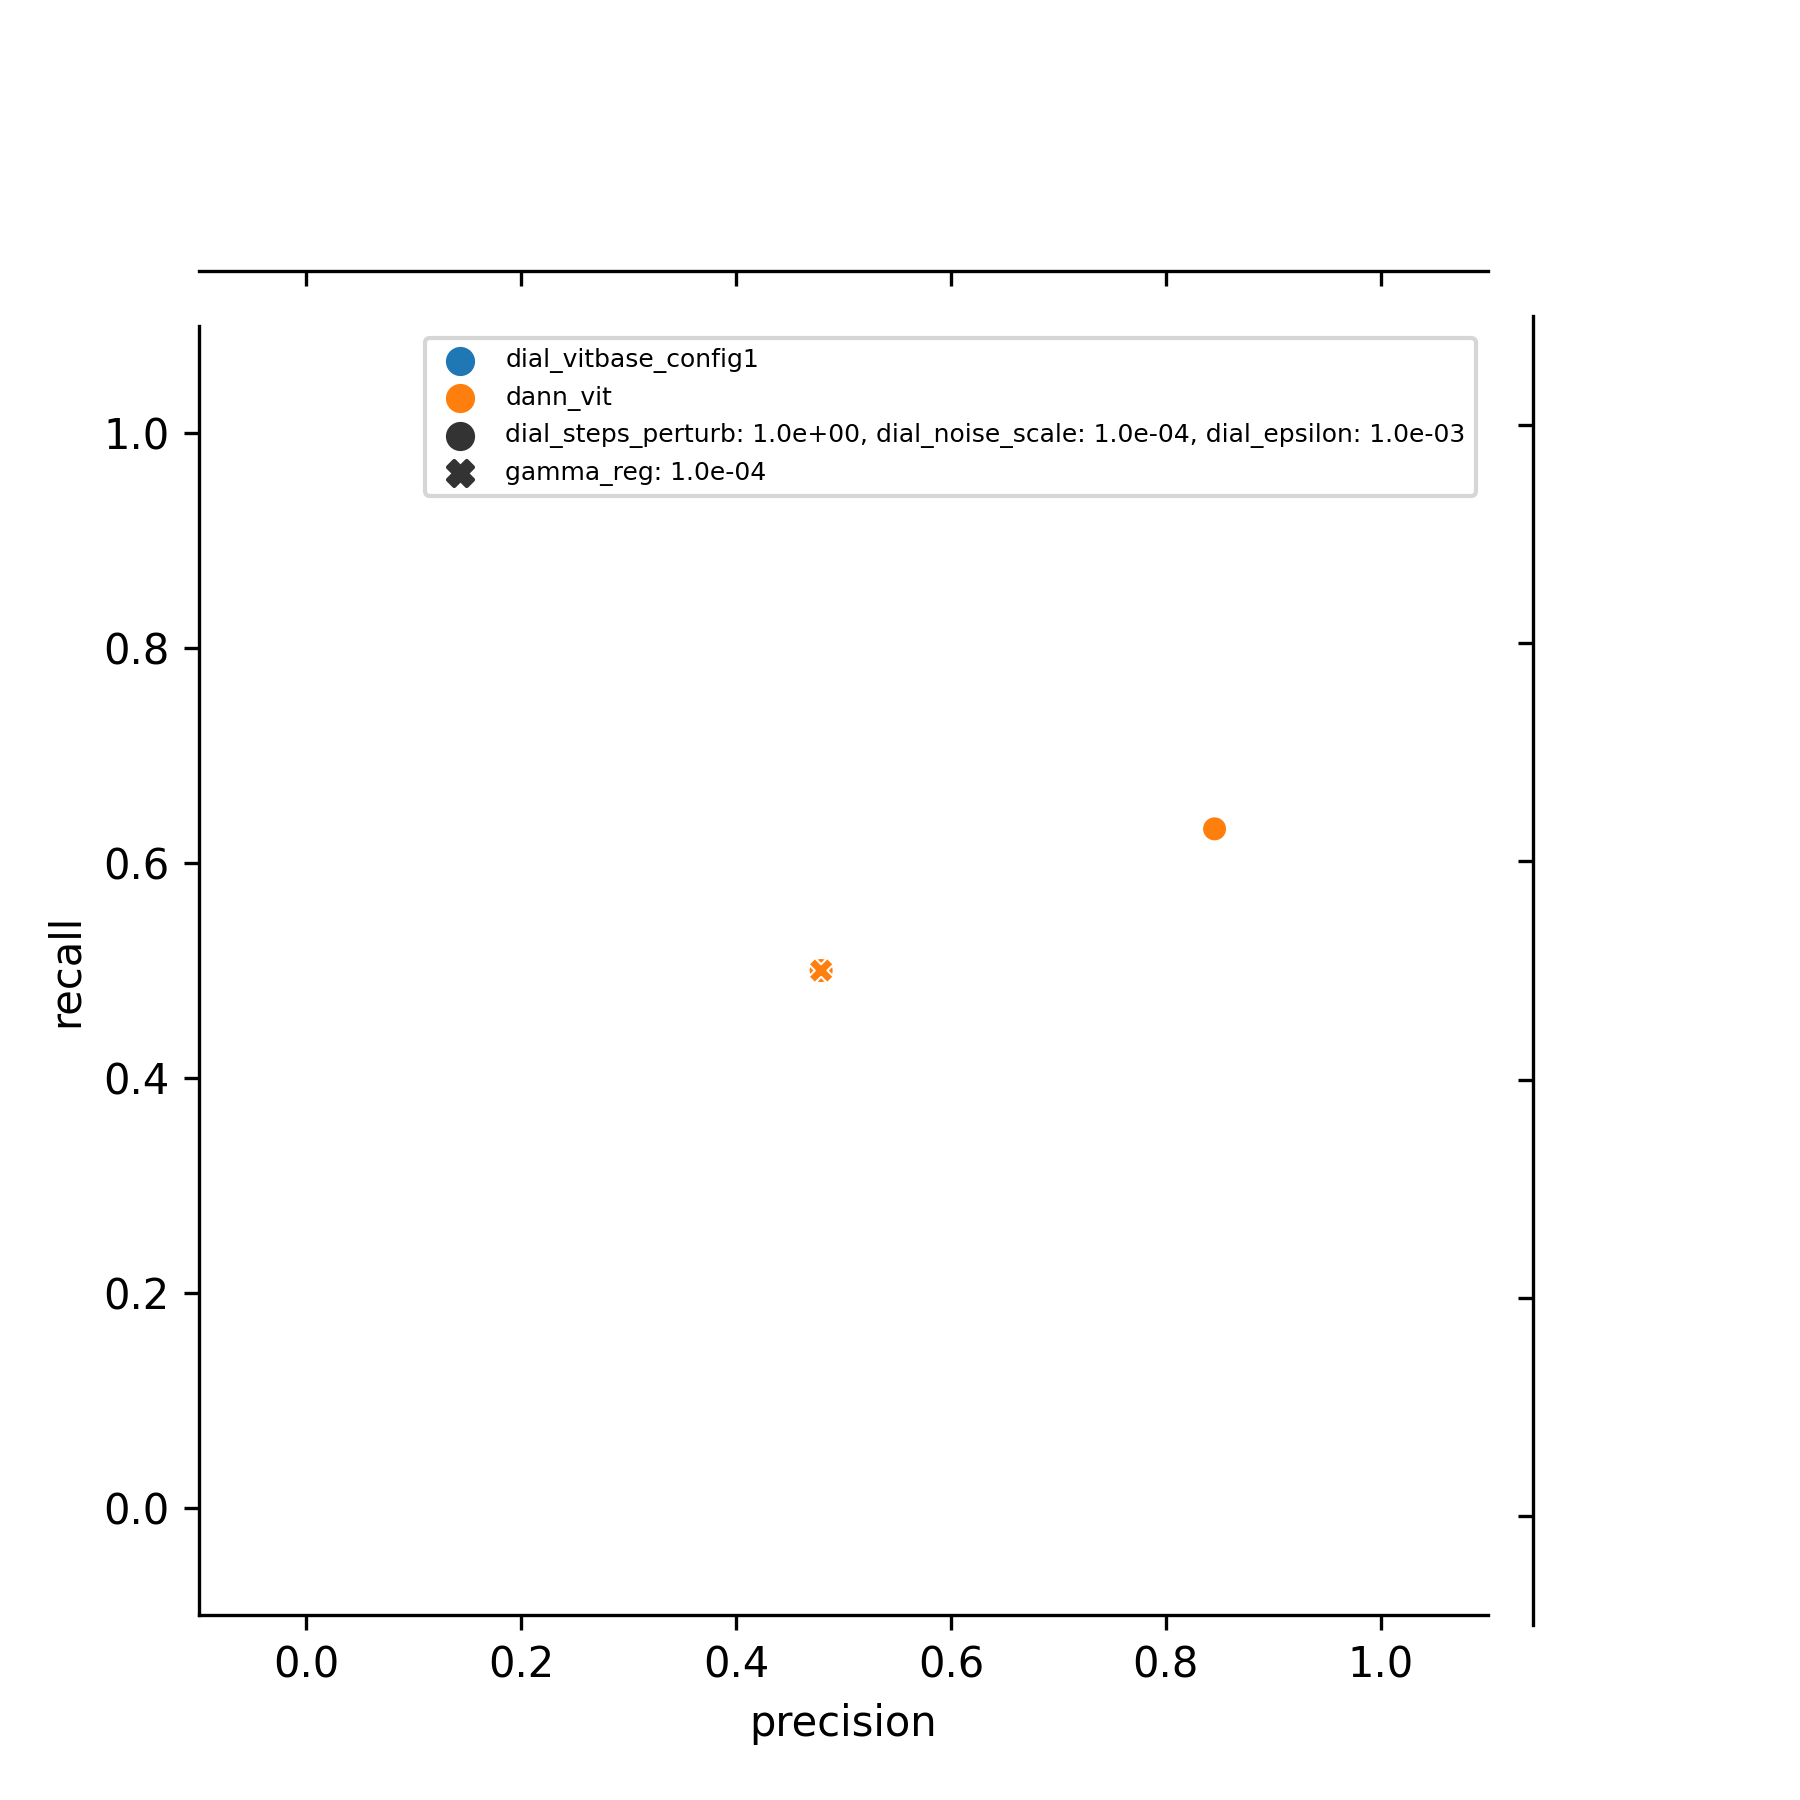 dial_vitbase_config1
dann_vit
dial_steps_perturb: 1.0e+00, dial_noise_scale: 1.0e-04, dial_epsilon: 1.0e-03
gamma_reg: 1.0e-04
1.0
0.8
0.6
0.4
0.2
0.0
recall
0.0 0.2 0.4 0.6 0.8 1.0
precision